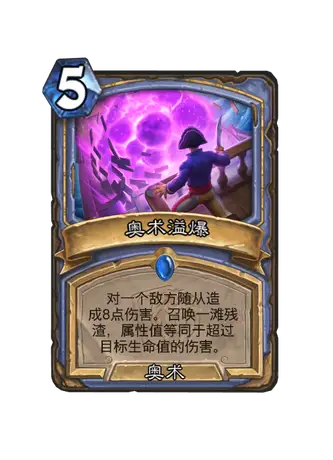 5
奥术溢爆
对一个敌方随从造
成8点伤害。召唤一滩残
渣，属性值等同于超过
目标生命值的伤害。
奥术